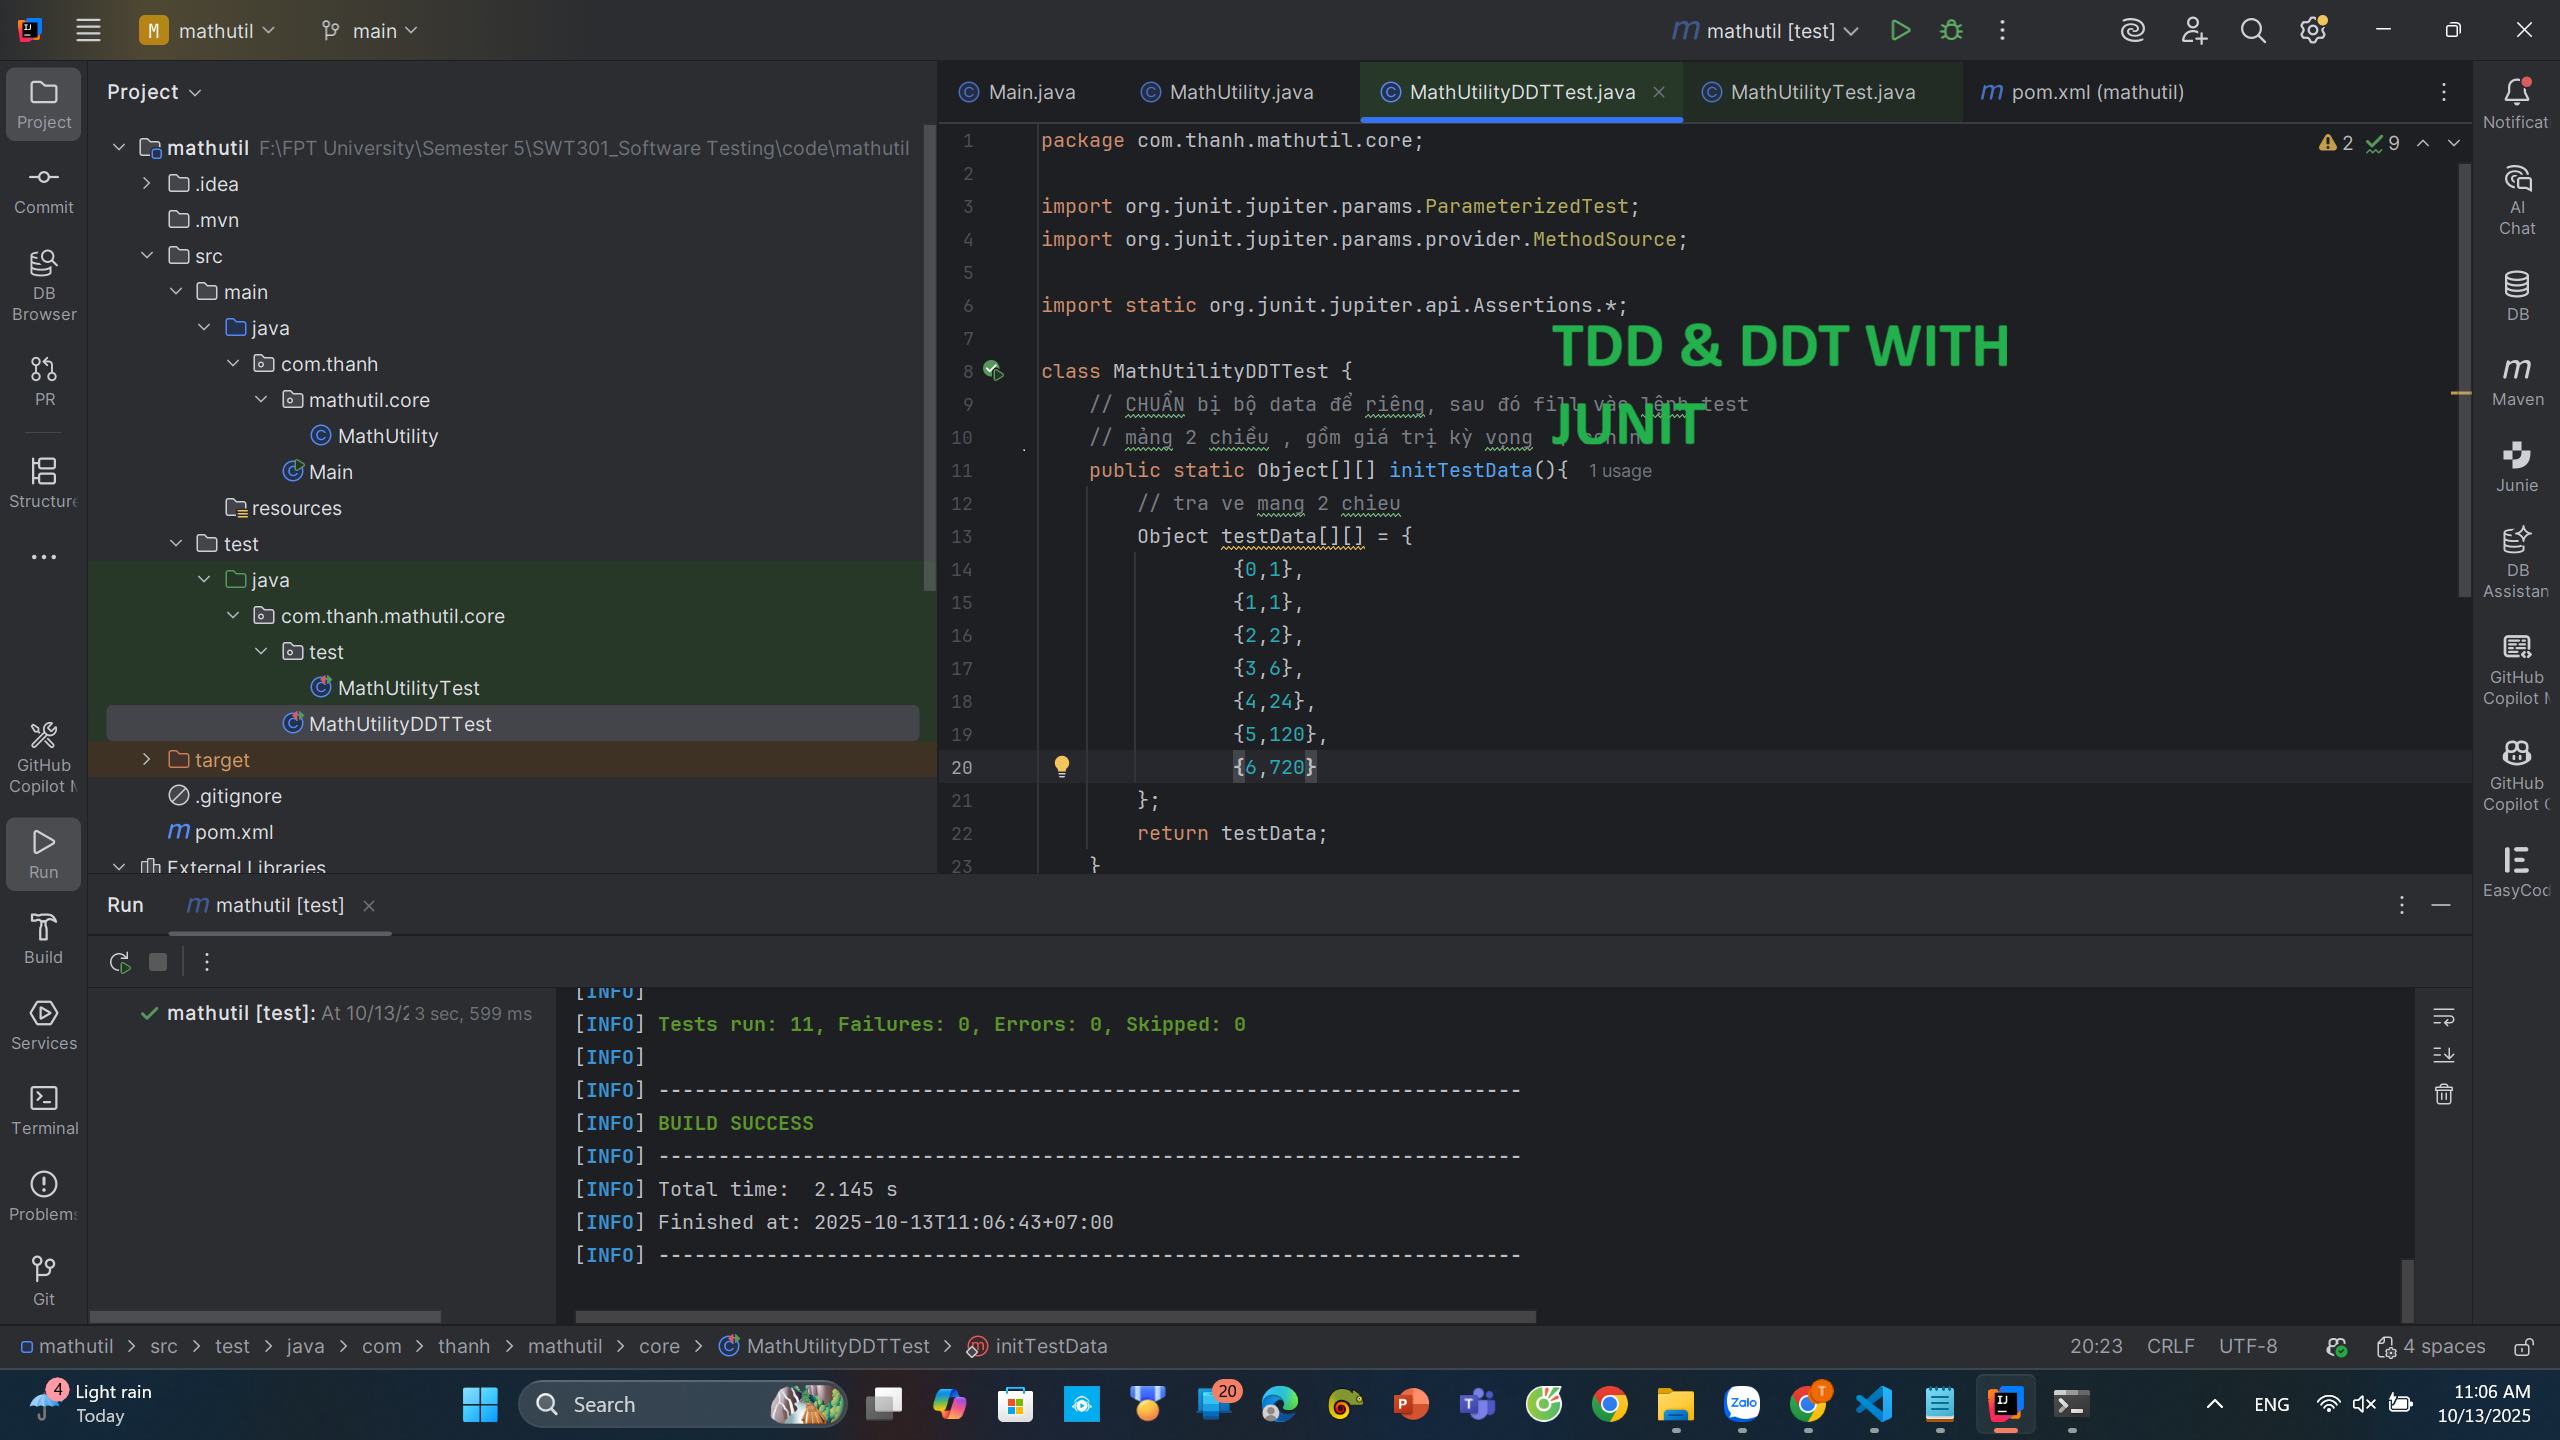 M mathutil main mathutil [test]
Project
Commit
DB
Browser
PR
Structure
GitHub
Copilot
Run
Build
Services
Terminal
Problems
Git
Project
mathutil F:\FPT University\Semester 5\SWT301_Software Testing\code\mathutil
.idea
.mvn
src
main
java
com.thanh
mathutil.core
MathUtility
Main
resources
test
java
com.thanh.mathutil.core
test
MathUtilityTest
MathUtilityDDTTest
target
.gitignore
pom.xml
External Libraries
Main.java MathUtility.java MathUtilityDDTTest.java MathUtilityTest.java pom.xml (mathutil)
2 9
1 package com.thanh.mathutil.core;
2
3 import org.junit.jupiter.params.ParameterizedTest;
4 import org.junit.jupiter.params.provider.MethodSource;
5
6 import static org.junit.jupiter.api.Assertions.*;
7
8 class MathUtilityDDTTest {
9 // CHUẨN bị bộ data để riêng, sau đó fill vào lệnh test
10 // mảng 2 chiều , gồm giá trị kỳ vọng
11 public static Object[][] initTestData(){ 1 usage
12 // tra ve mang 2 chieu
13 Object testData[][] = {
14 {0,1},
15 {1,1},
16 {2,2},
17 {3,6},
18 {4,24},
19 {5,120},
20 {6,720}
21 };
22 return testData;
23 }
TDD & DDT WITH
JUNIT
Notificat
AI
Chat
DB
Maven
Junie
DB
Assistan
GitHub
Copilot
GitHub
Copilot
EasyCod
Run mathutil [test]
mathutil [test]: At 10/13/2 3 sec, 599 ms
[INFO]
[INFO] Tests run: 11, Failures: 0, Errors: 0, Skipped: 0
[INFO]
[INFO] ------------------------------------------------------------------------
[INFO] BUILD SUCCESS
[INFO] ------------------------------------------------------------------------
[INFO] Total time:  2.145 s
[INFO] Finished at: 2025-10-13T11:06:43+07:00
[INFO] ------------------------------------------------------------------------
mathutil > src > test > java > com > thanh > mathutil > core > MathUtilityDDTTest > initTestData
20:23 CRLF UTF-8 4 spaces
4 Light rain
Today
Search
20
Zalo
T
ENG
11:06 AM
10/13/2025